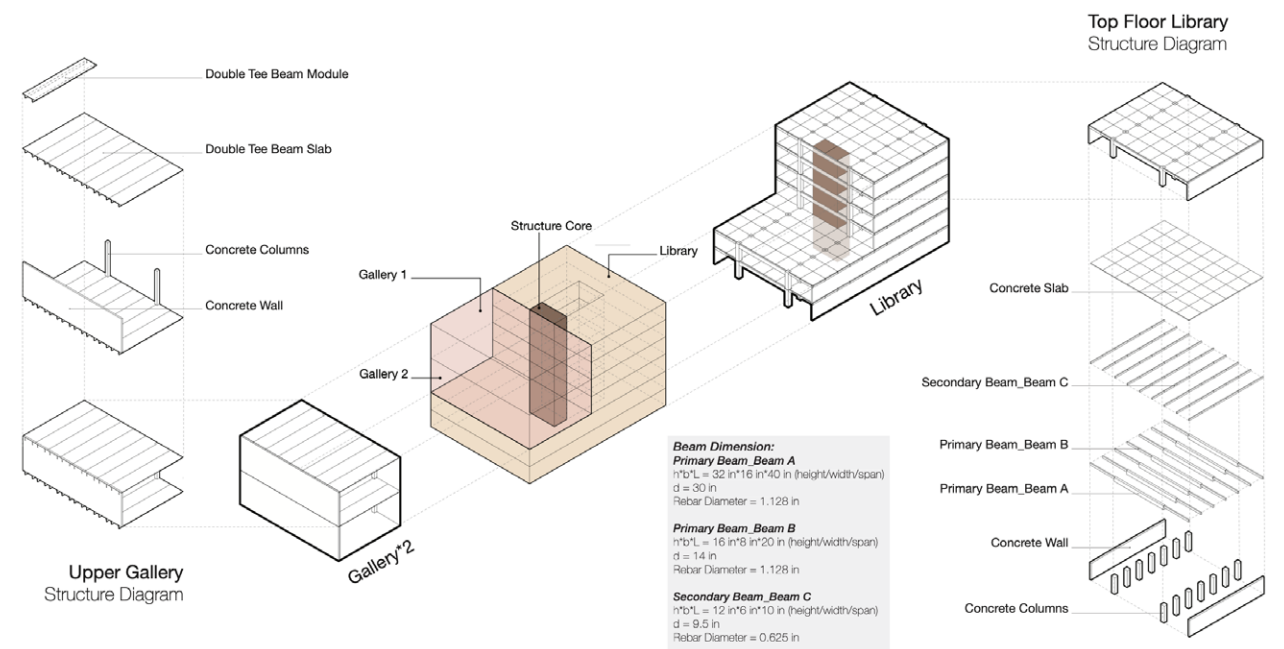 Top Floor Library
Structure Diagram
Double Tee Beam Module
Double Tee Beam Slab
Concrete Columns
Concrete Wall
Upper Gallery
Structure Diagram
Gallery*2
Structure Core
Gallery 1
Gallery 2
Library
Library
Beam Dimension:
Primary Beam_Beam A
h*b*L = 32 in*16 in*40 in (height/width/span)
d = 30 in
Rebar Diameter = 1.128 in
Primary Beam_Beam B
h*b*L = 16 in*8 in*20 in (height/width/span)
d = 14 in
Rebar Diameter = 1.128 in
Secondary Beam_Beam C
h*b*L = 12 in*6 in*10 in (height/width/span)
d = 9.5 in
Rebar Diameter = 0.625 in
Concrete Slab
Secondary Beam_Beam C
Primary Beam_Beam B
Primary Beam_Beam A
Concrete Wall
Concrete Columns